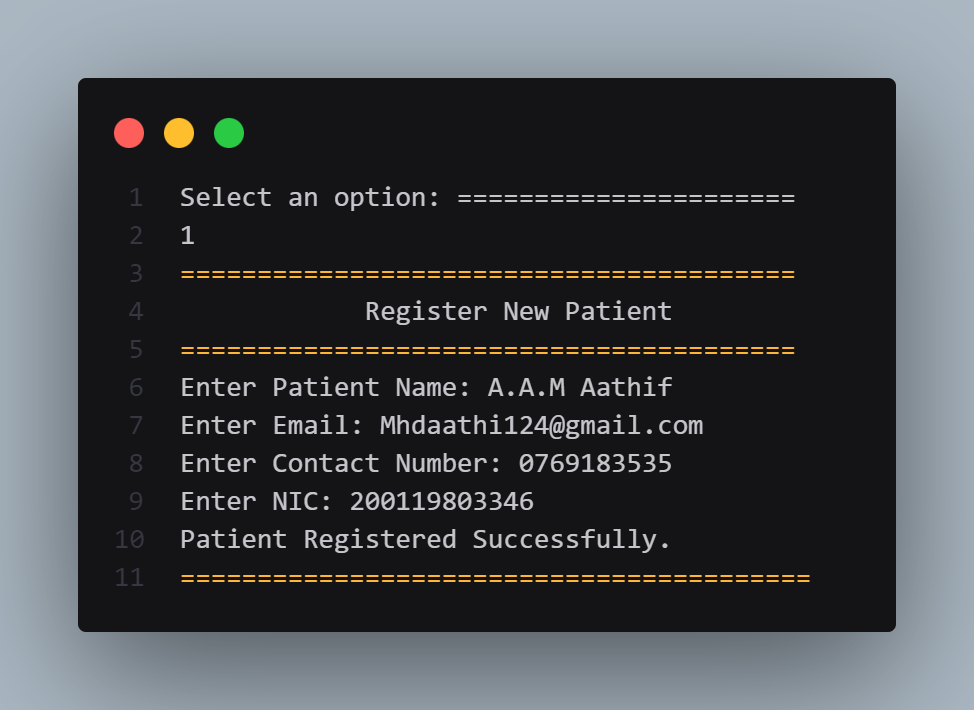 1 Select an option: ======================
2 1
3 ========================================
4 Register New Patient
5 ========================================
6 Enter Patient Name: A.A.M Aathif
7 Enter Email: Mhdaathi124@gmail.com
8 Enter Contact Number: 0769183535
9 Enter NIC: 200119803346
10 Patient Registered Successfully.
11 =========================================